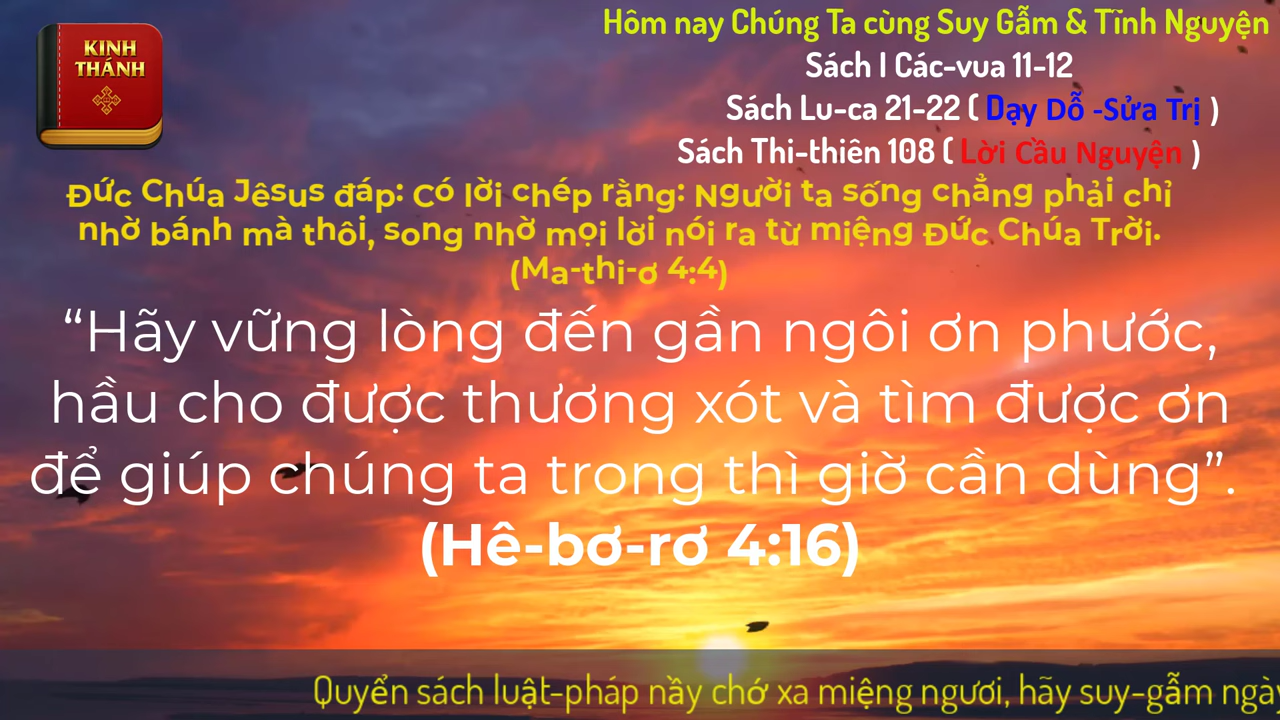 KINH
THÁNH
Hôm nay Chúng Ta cùng Suy Gẫm & Tĩnh Nguyện
Sách I Các-vua 11-12
Sách Lu-ca 21-22 ( Dạy Dỗ -Sửa Trị )
Sách Thi-thiên 108 ( Lời Cầu Nguyện )
Đức Chúa Jêsus đáp: Có lời chép rằng: Người ta sống chẳng phải chỉ
nhờ bánh mà thôi, song nhờ mọi lời nói ra từ miệng Đức Chúa Trời.
(Ma-thi-ơ 4:4)
“Hãy vững lòng đến gần ngôi ơn phước,
hầu cho được thương xót và tìm được ơn
để giúp chúng ta trong thì giờ cần dùng”.
(Hê-bơ-rơ 4:16)
Quyển sách luật-pháp nầy chớ xa miệng ngươi, hãy suy-gẫm ngày